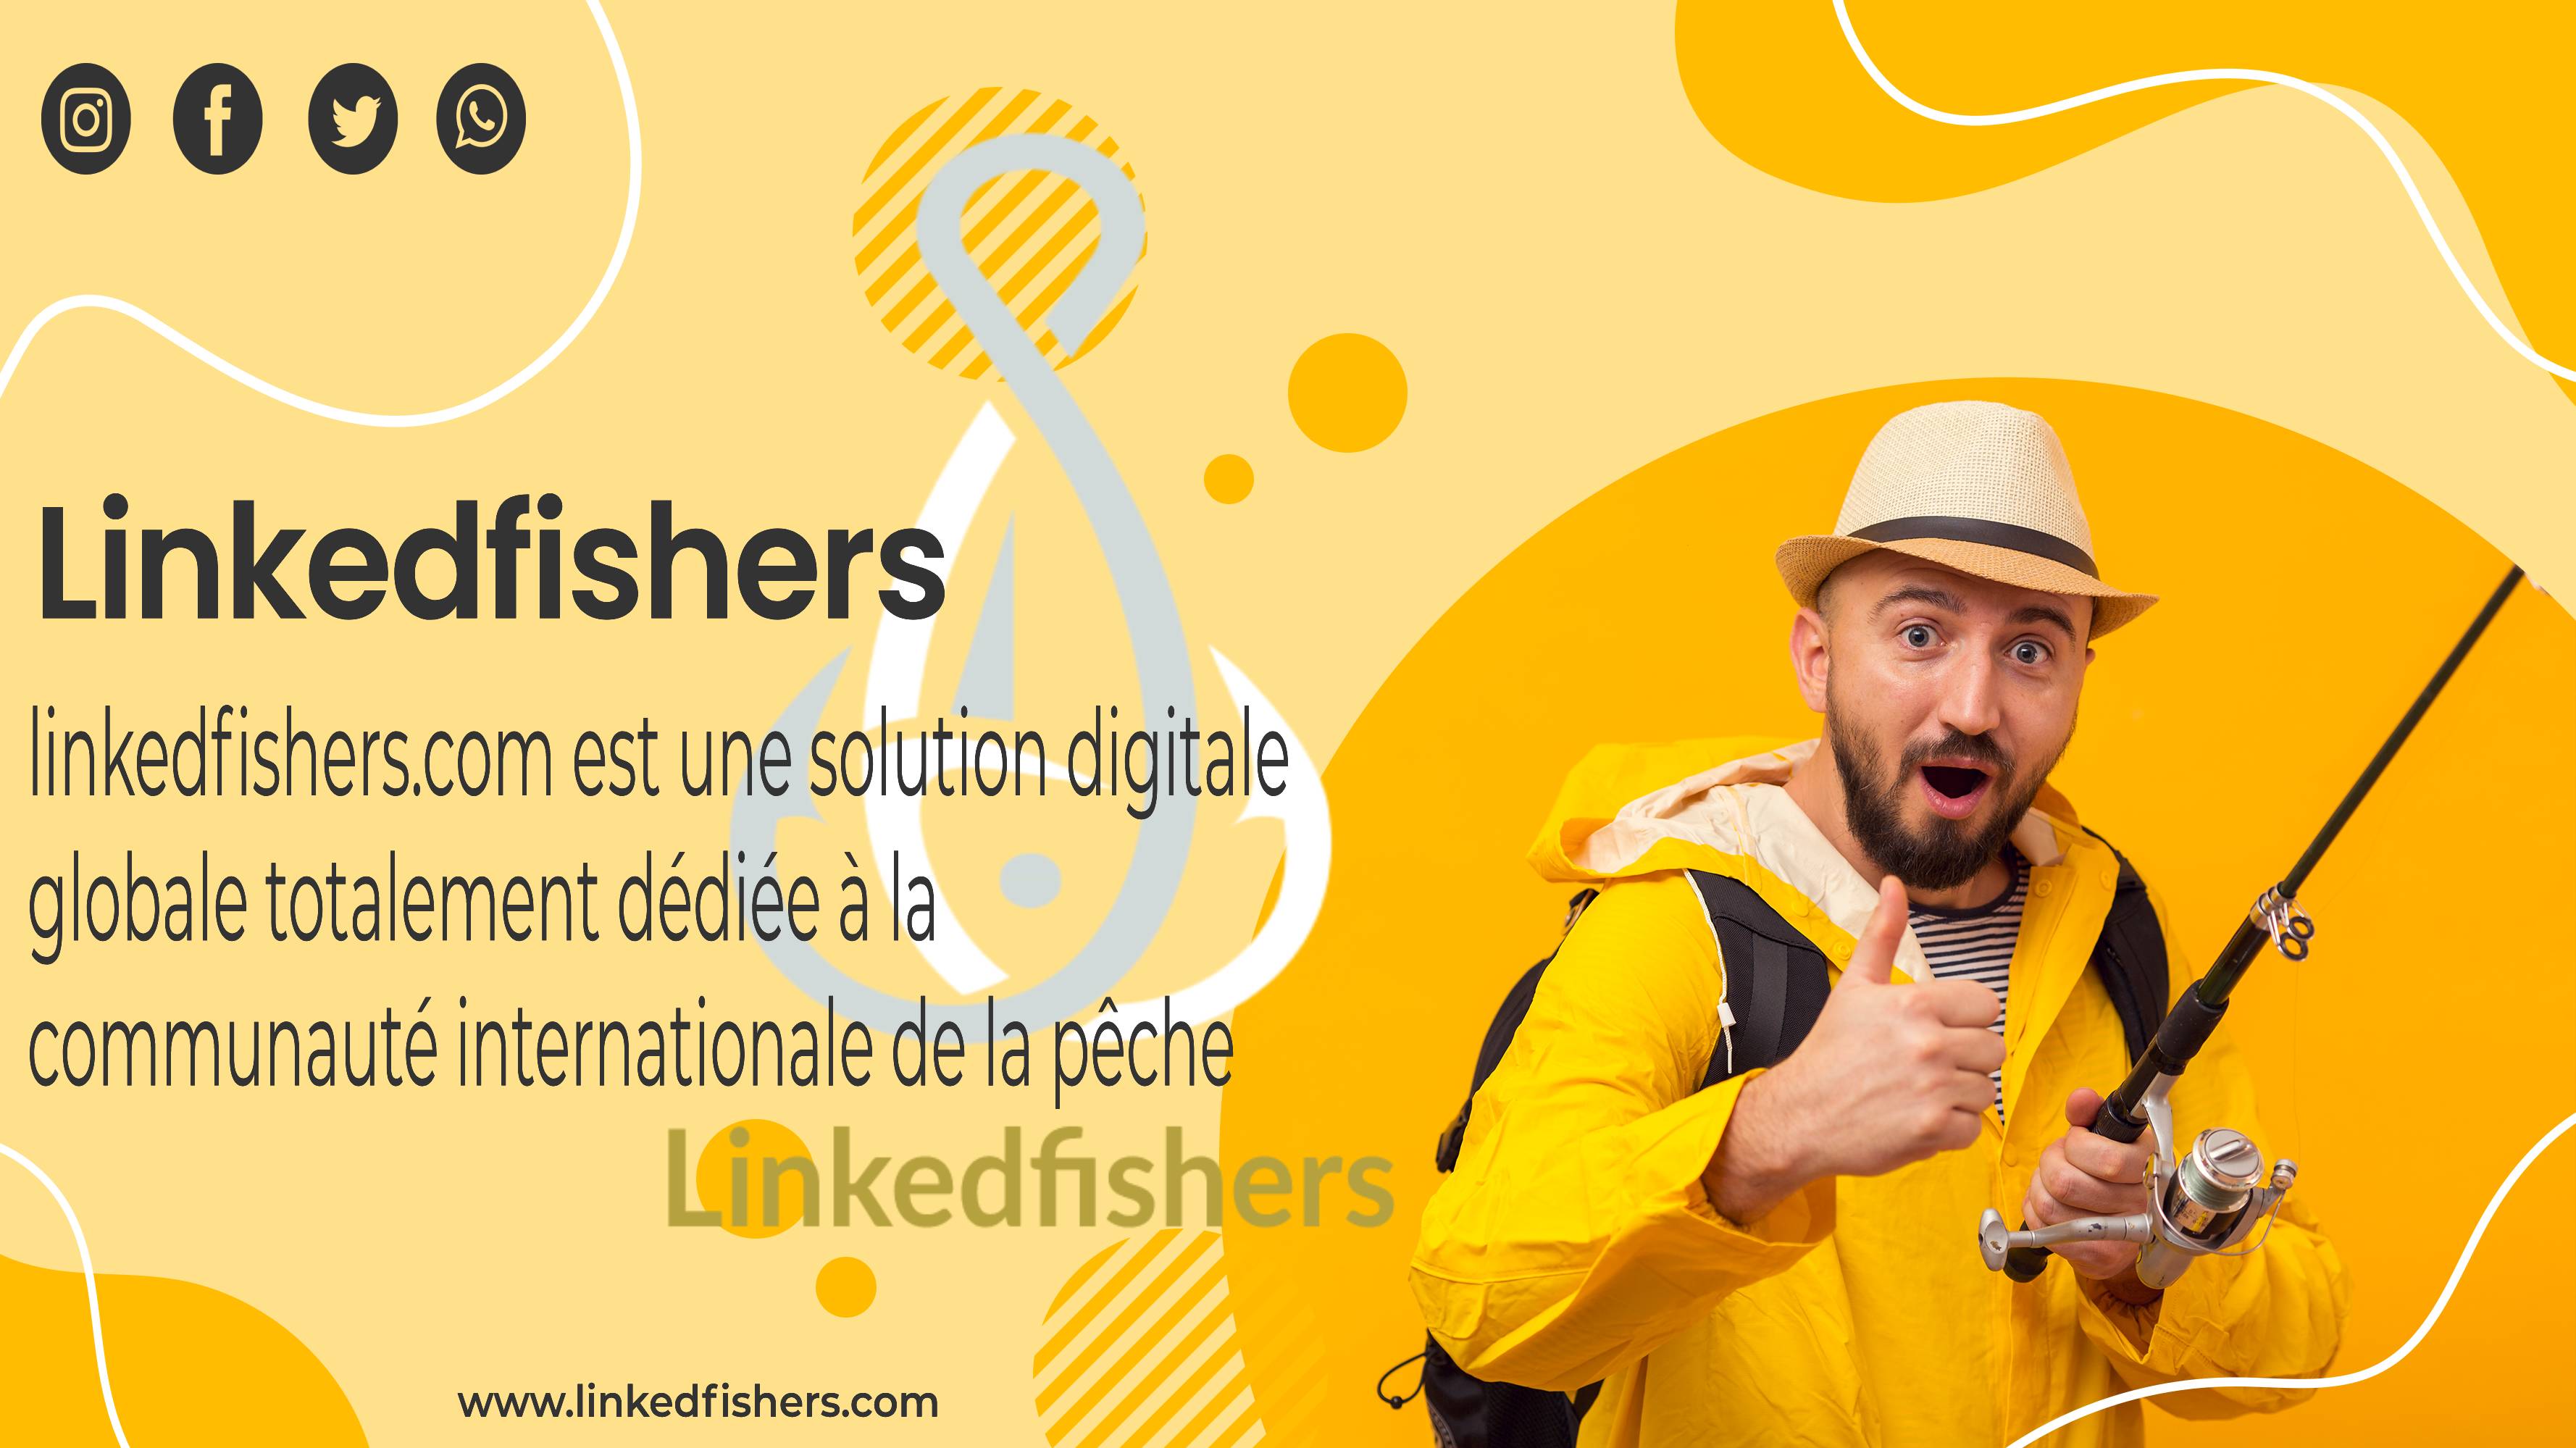 Linkedfishers
linkedfishers.com est une solution digitale
globale totalement dédiée à la
communauté internationale de la pêche
Linkedfishers
www.linkedfishers.com